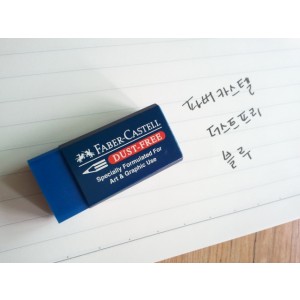 FABER-CASTELL
DUST-FREE
Specially Formulated For
Art & Graphic Use
파버카스텔
더스트프리
블루